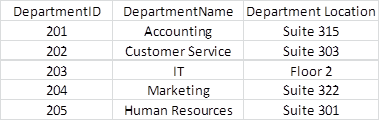 DepartmentID DepartmentName Department Location
201 Accounting Suite 315
202 Customer Service Suite 303
203 IT Floor 2
204 Marketing Suite 322
205 Human Resources Suite 301